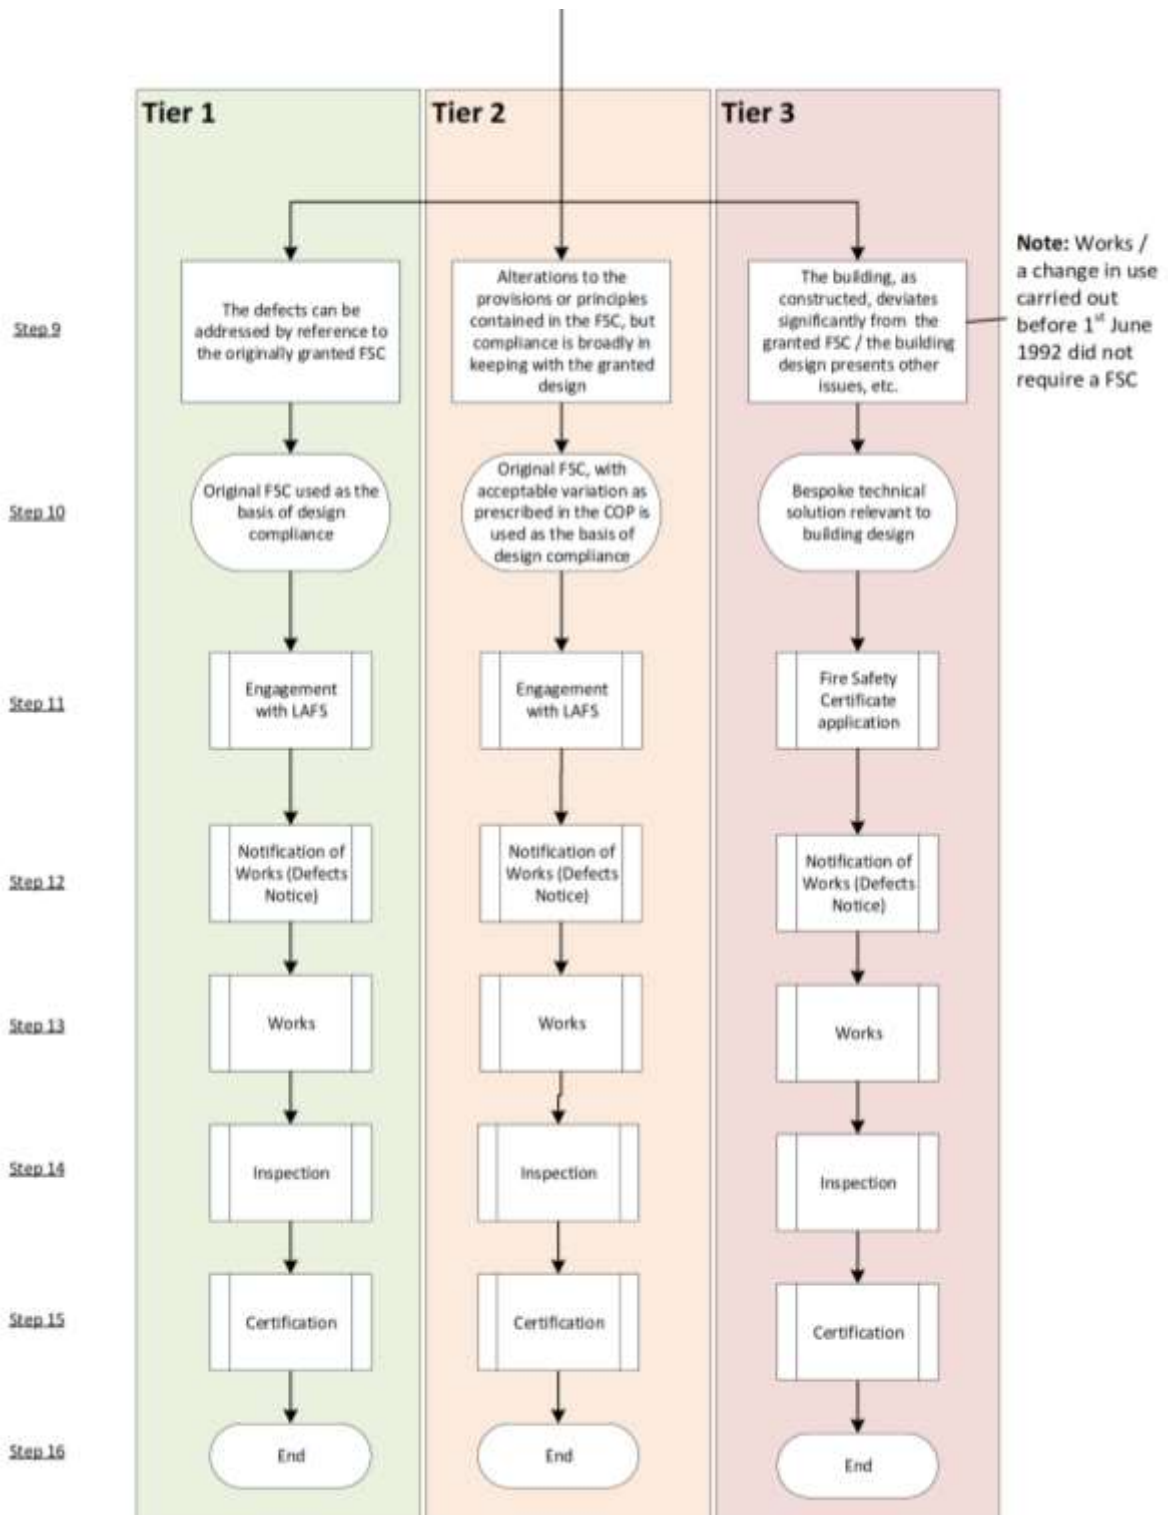 Tier 1
Tier 2
Tier 3
Step 9
The defects can be
addressed by reference to
the originally granted FSC
Alterations to the
provisions or principles
contained in the FSC, but
compliance is broadly in
keeping with the granted
design
The building, as
constructed, deviates
significantly from the
granted FSC / the building
design presents other
issues, etc.
Note: Works /
a change in use
carried out
before 1st June
1992 did not
require a FSC
Step 10
Original FSC used as the
basis of design
compliance
Original FSC, with
acceptable variation as
prescribed in the COP is
used as the basis of
design compliance
Bespoke technical
solution relevant to
building design
Step 11
Engagement
with LAFS
Engagement
with LAFS
Fire Safety
Certificate
application
Step 12
Notification of
Works (Defects
Notice)
Notification of
Works (Defects
Notice)
Notification of
Works (Defects
Notice)
Step 13
Works
Works
Works
Step 14
Inspection
Inspection
Inspection
Step 15
Certification
Certification
Certification
Step 16
End
End
End